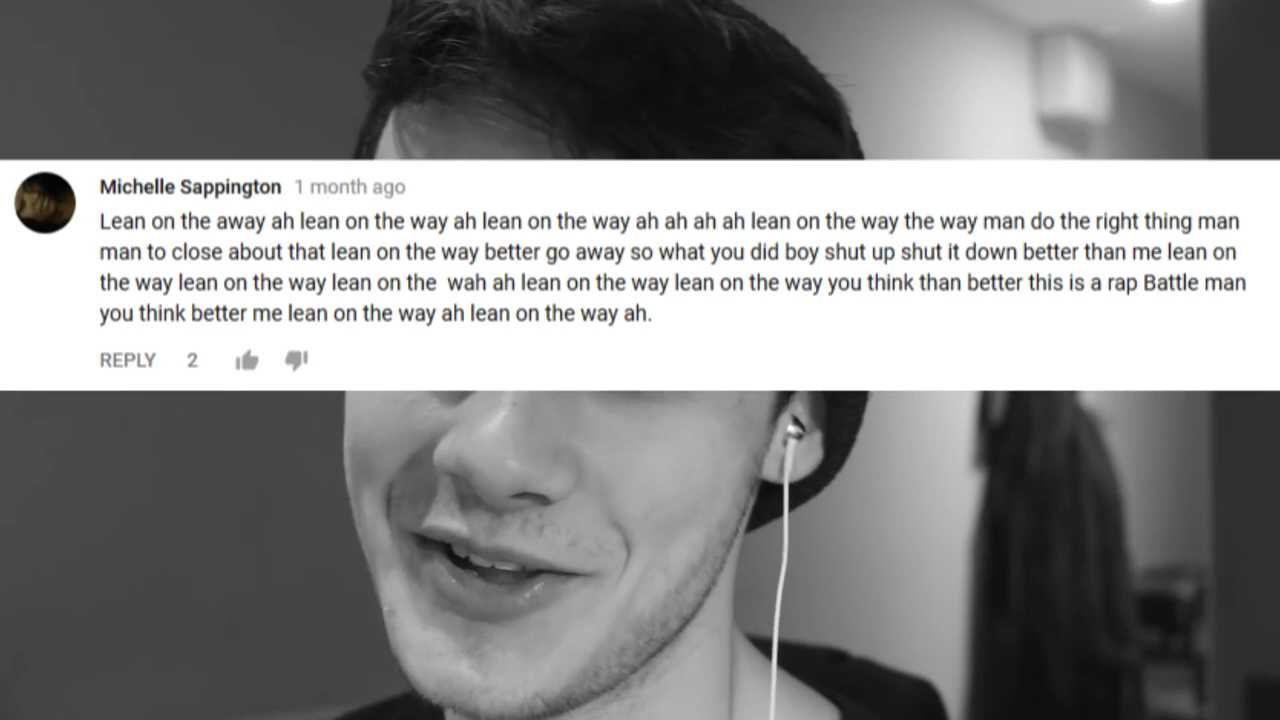 Michelle Sappington 1 month ago
Lean on the away ah lean on the way ah lean on the way ah ah ah ah lean on the way the way man do the right thing man
man to close about that lean on the way better go away so what you did boy shut up shut it down better than me lean on
the way lean on the way lean on the  wah ah lean on the way lean on the way you think than better this is a rap Battle man
you think better me lean on the way ah lean on the way ah.
REPLY 2